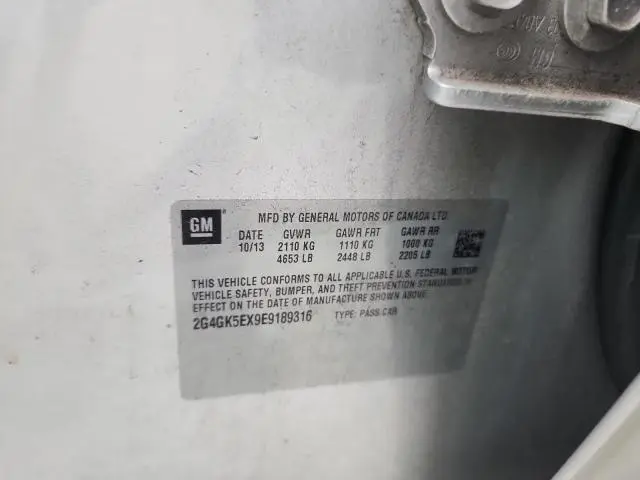 GM
MFD BY GENERAL MOTORS OF CANADA LTD
DATE GVWR GAWR FRT GAWR RR
10/13 2110 KG 1110 KG 1000 KG
4653 LB 2448 LB 2205 LB
THIS VEHICLE CONFORMS TO ALL APPLICABLE U.S. FEDERAL MOTOR
VEHICLE SAFETY, BUMPER, AND THEFT PREVENTION STANDARDS IN
EFFECT ON THE DATE OF MANUFACTURE SHOWN ABOVE.
2G4GK5EX9E9189316 TYPE: PASS CAR